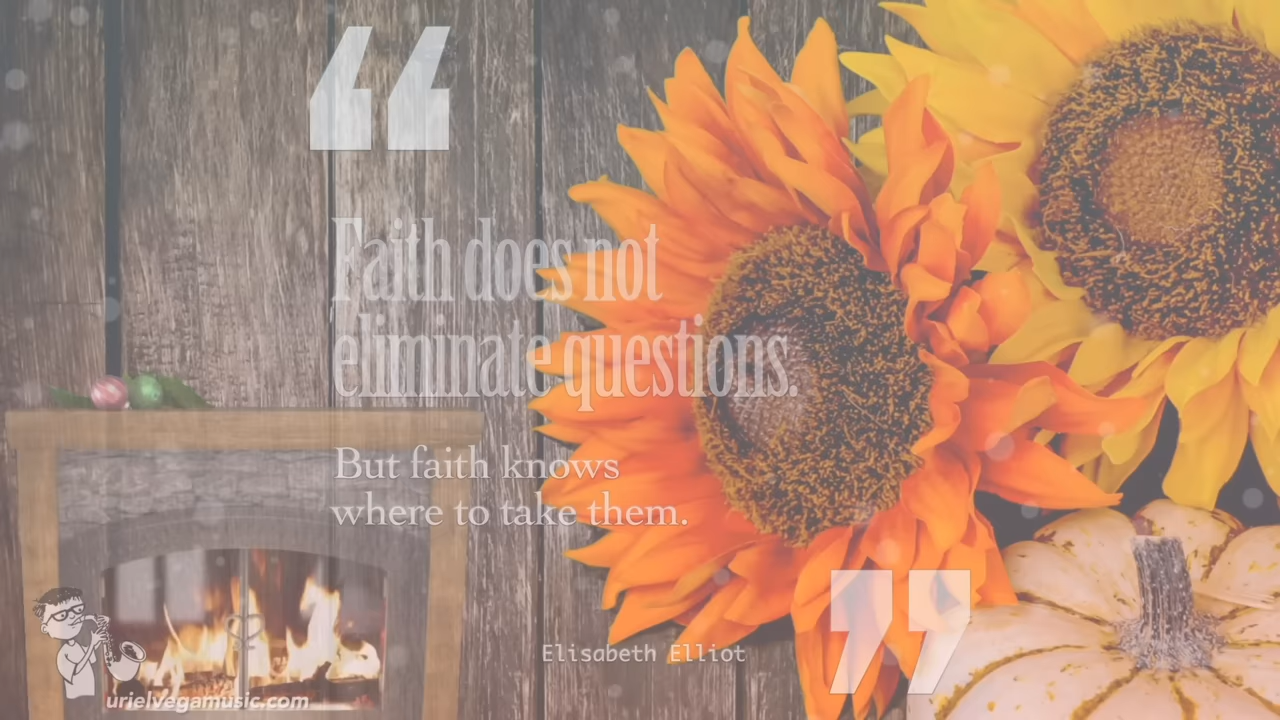 “
Faith does not
eliminate questions.
But faith knows
where to take them.
”
Elisabeth Elliot
urielvegamusic.com